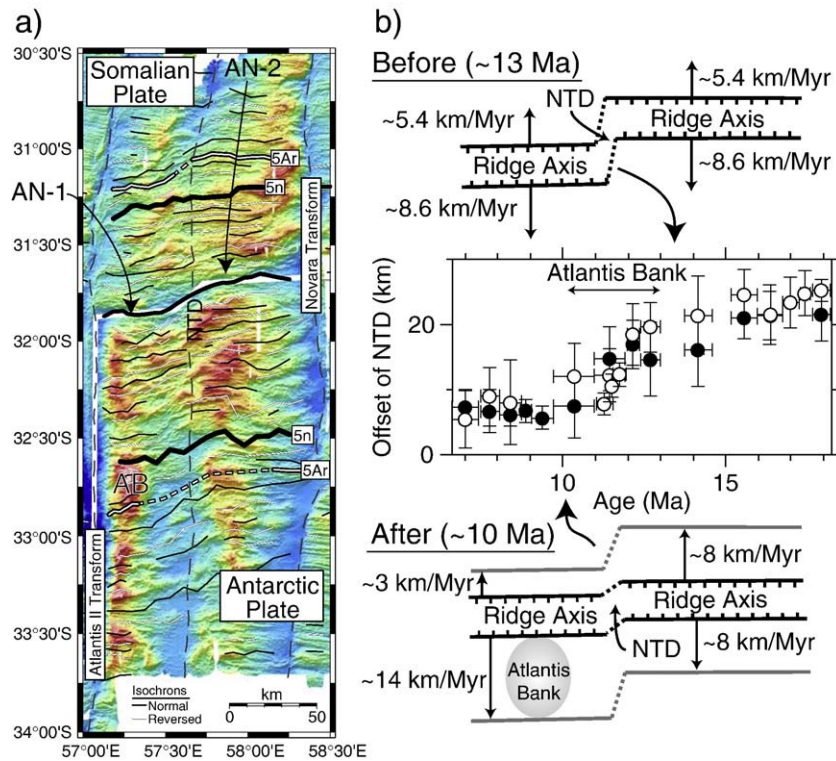 a)
30°30'S
31°00'S
31°30'S
32°00'S
32°30'S
33°00'S
33°30'S
34°00'S
57°00'E
57°30'E
58°00'E
58°30'E
Somalian
Plate
AN-2
5Ar
5n
AN-1
Novara Transform
NTD
5n
5Ar
AB
Atlantis II Transform
Antarctic
Plate
Isochrons
Normal
Reversed
km
0
50
b)
Before (~13 Ma)
NTD
~5.4 km/Myr
~5.4 km/Myr
Ridge Axis
Ridge Axis
~8.6 km/Myr
~8.6 km/Myr
Atlantis Bank
Offset of NTD (km)
20
0
10
15
Age (Ma)
After (~10 Ma)
~3 km/Myr
~8 km/Myr
Ridge Axis
Ridge Axis
NTD
~8 km/Myr
~14 km/Myr
Atlantis
Bank